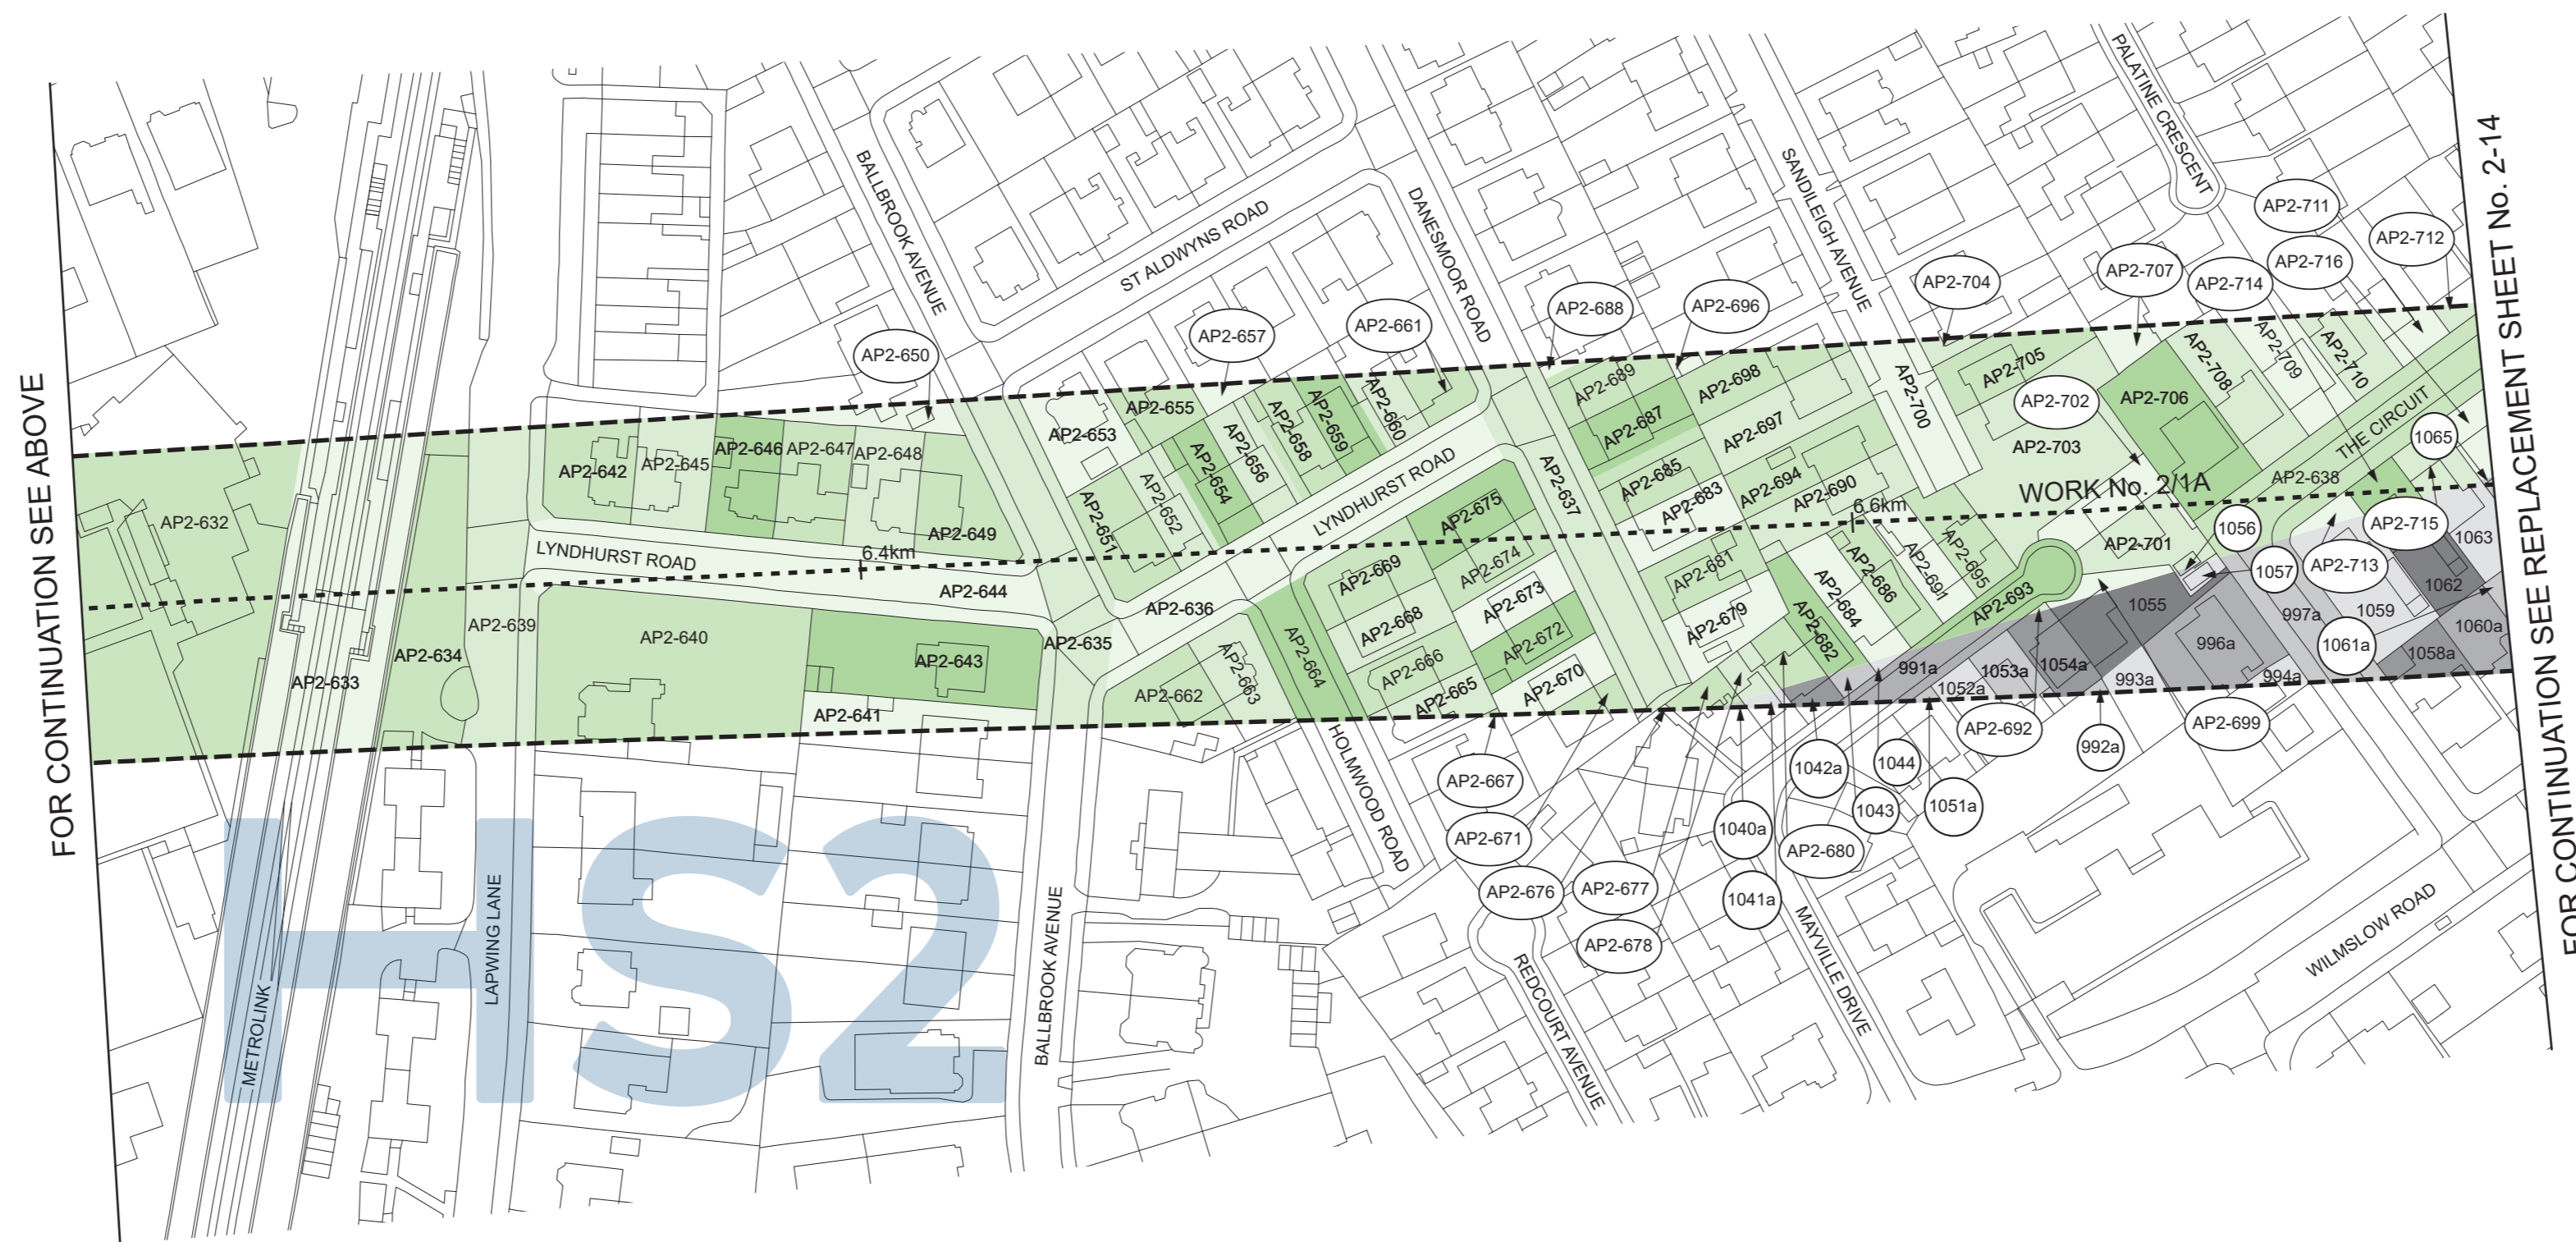 FOR CONTINUATION SEE ABOVE
FOR CONTINUATION SEE REPLACEMENT SHEET No. 2-14
PALATINE CRESCENT
AP2-711
AP2-712
AP2-716
AP2-714
AP2-707
AP2-704
SANDILEIGH AVENUE
DANESMOOR ROAD
ST ALDWYNS ROAD
BALLBROOK AVENUE
AP2-650
AP2-657
AP2-661
AP2-688
AP2-696
AP2-702
1065
AP2-632
AP2-633
AP2-634
AP2-639
AP2-642
AP2-645
AP2-646
AP2-647
AP2-648
AP2-649
AP2-653
AP2-655
AP2-651
AP2-652
AP2-654
AP2-656
AP2-658
AP2-659
AP2-660
LYNDHURST ROAD
LYNDHURST ROAD
6.4km
AP2-644
AP2-640
AP2-643
AP2-641
AP2-635
AP2-636
AP2-662
AP2-663
AP2-664
AP2-675
AP2-669
AP2-674
AP2-668
AP2-673
AP2-666
AP2-672
AP2-665
AP2-670
AP2-637
AP2-689
AP2-687
AP2-698
AP2-697
AP2-685
AP2-683
AP2-694
AP2-690
AP2-700
AP2-681
AP2-679
AP2-682
AP2-684
AP2-686
AP2-691
AP2-695
AP2-693
6.6km
WORK No. 2/1A
AP2-705
AP2-703
AP2-706
AP2-708
AP2-709
AP2-710
THE CIRCUIT
AP2-638
AP2-701
1056
1057
AP2-713
AP2-715
1063
1062
1059
1060a
1058a
1061a
997a
996a
994a
993a
1055
1054a
1053a
1052a
991a
AP2-692
992a
AP2-699
1042a
1044
1043
1051a
1040a
AP2-680
1041a
AP2-667
AP2-671
AP2-676
AP2-677
AP2-678
HOLMWOOD ROAD
REDCOURT AVENUE
MAYVILLE DRIVE
WILMSLOW ROAD
BALLBROOK AVENUE
LAPWING LANE
METROLINK
HS2